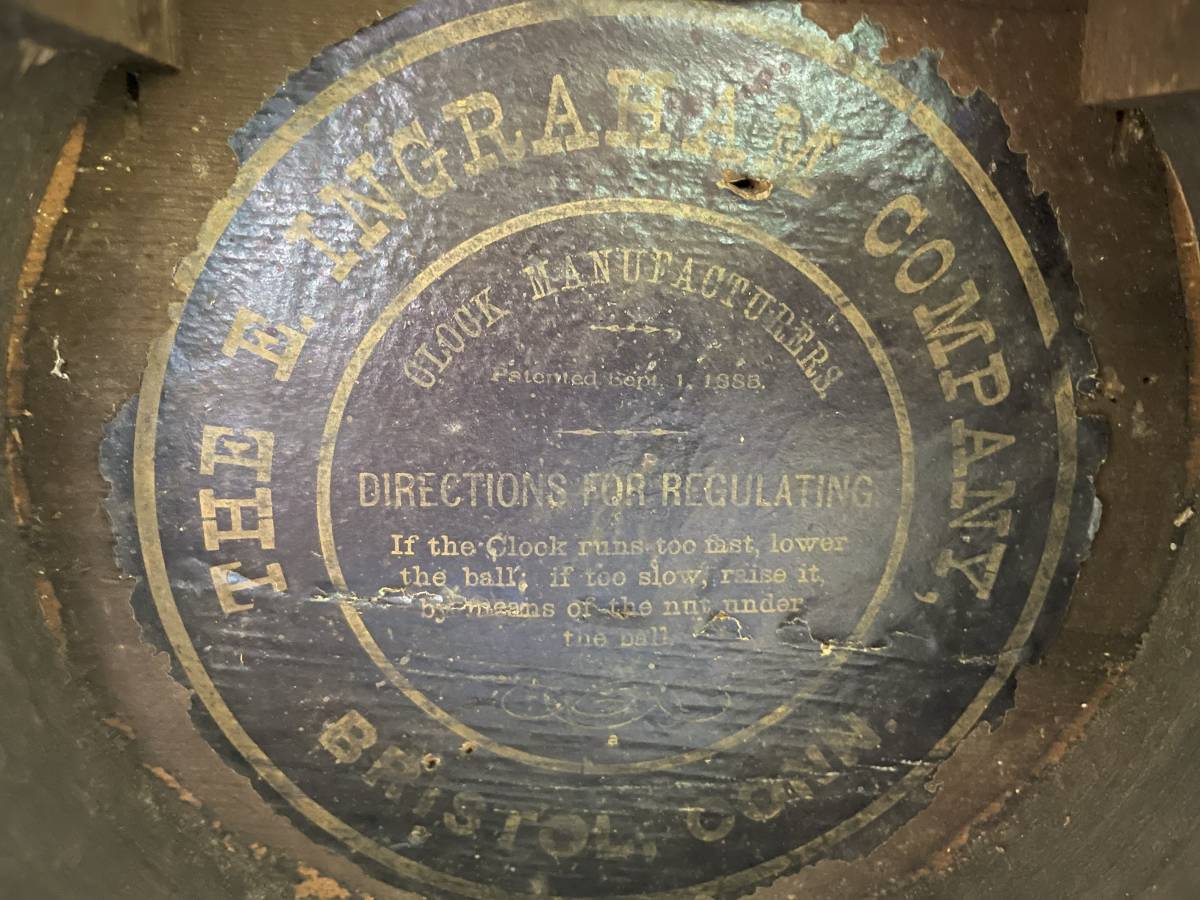 THE E. INGRAHAM COMPANY,
CLOCK MANUFACTURERS.
Patented Sept. 1, 1885.
DIRECTIONS FOR REGULATING
If the Clock runs too fast, lower
the ball; if too slow, raise it,
by means of the nut under
the ball.
BRISTOL, CONN.